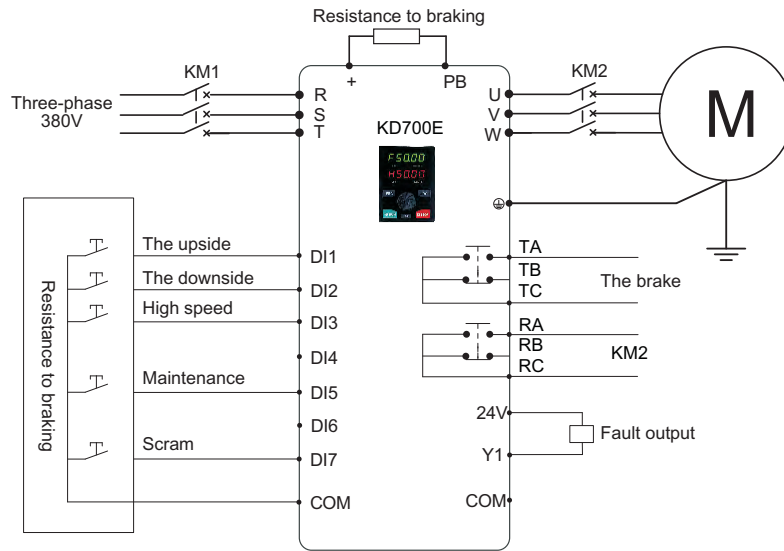 Resistance to braking
+
PB
KM1
KM2
Three-phase
380V
R
S
T
U
V
W
M
KD700E
F50.00
H50.00
The upside
DI1
The downside
DI2
High speed
DI3
DI4
Maintenance
DI5
DI6
Scram
DI7
COM
Resistance to braking
TA
TB
TC
The brake
RA
RB
RC
KM2
24V
Fault output
Y1
COM